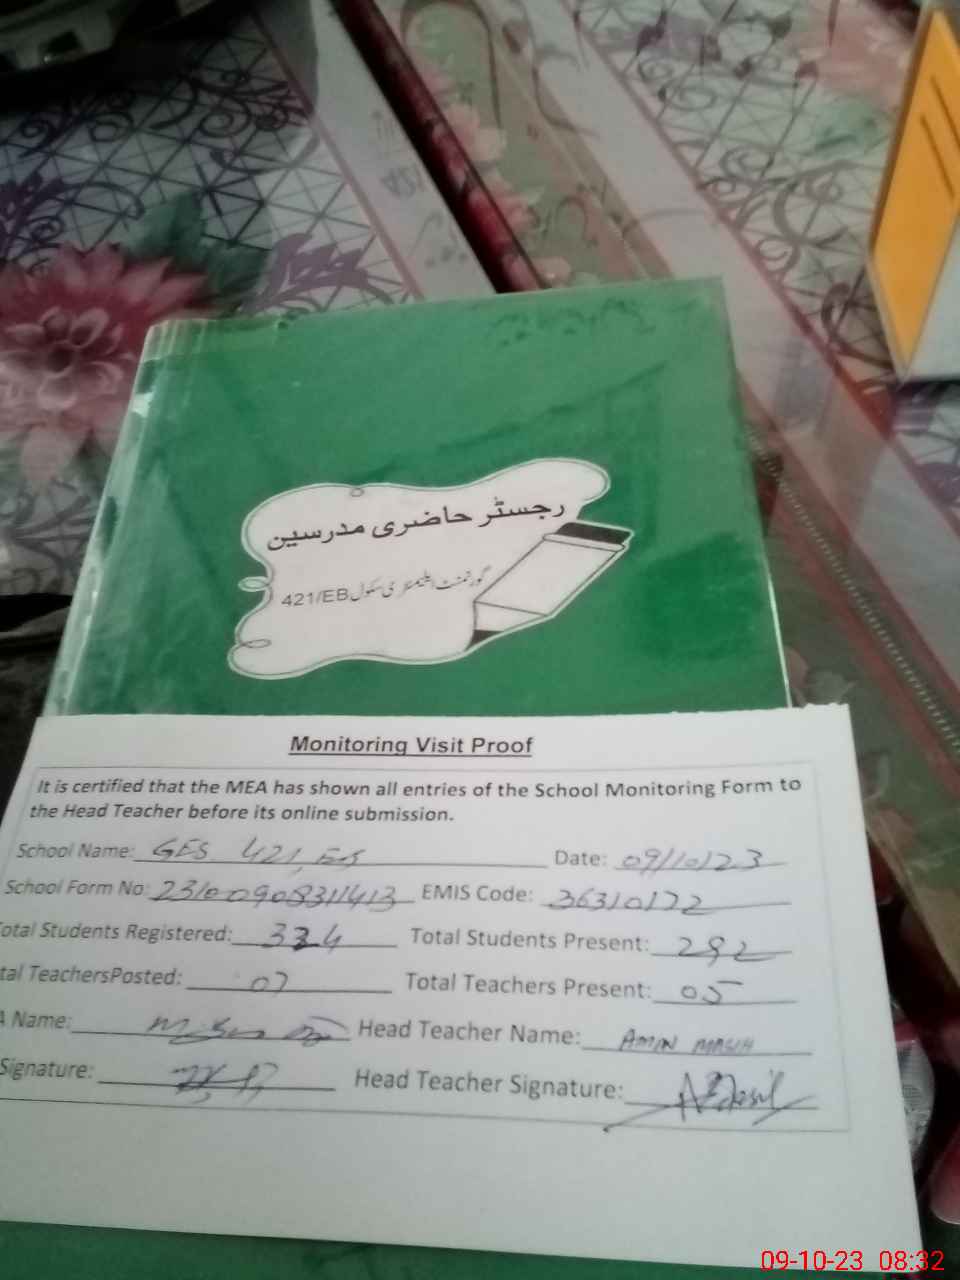 رجسٹر حاضری مدرسین
گورنمنٹ ایلیمنٹری سکول 421/EB
Monitoring Visit Proof
It is certified that the MEA has shown all entries of the School Monitoring Form to
the Head Teacher before its online submission.
School Name: GES 421, EB Date: 09/10/23
School Form No: 23100908311413 EMIS Code: 36310172
Total Students Registered: 334 Total Students Present: 292
tal TeachersPosted: 07 Total Teachers Present: 05
A Name: Head Teacher Name: AMIN MASIH
Signature: Head Teacher Signature:
09-10-23 08:32